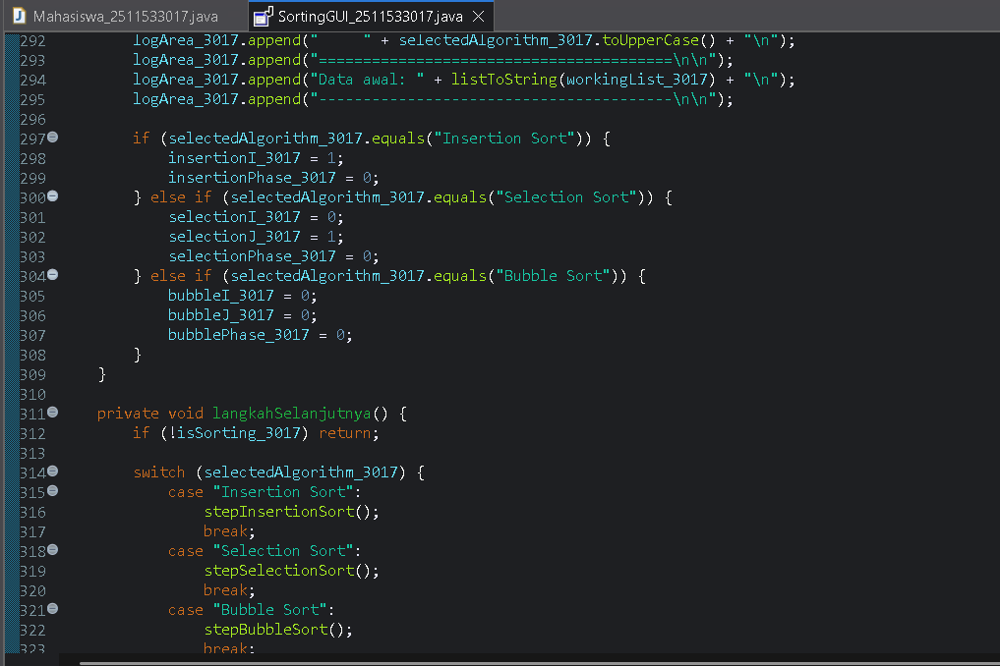 Mahasiswa_2511533017.java SortingGUI_2511533017.java
292 logArea_3017.append("     " + selectedAlgorithm_3017.toUpperCase() + "\n");
293 logArea_3017.append("========================================\n\n");
294 logArea_3017.append("Data awal: " + listToString(workingList_3017) + "\n");
295 logArea_3017.append("----------------------------------------\n\n");
296
297 if (selectedAlgorithm_3017.equals("Insertion Sort")) {
298 insertionI_3017 = 1;
299 insertionPhase_3017 = 0;
300 } else if (selectedAlgorithm_3017.equals("Selection Sort")) {
301 selectionI_3017 = 0;
302 selectionJ_3017 = 1;
303 selectionPhase_3017 = 0;
304 } else if (selectedAlgorithm_3017.equals("Bubble Sort")) {
305 bubbleI_3017 = 0;
306 bubbleJ_3017 = 0;
307 bubblePhase_3017 = 0;
308 }
309 }
310
311 private void langkahSelanjutnya() {
312 if (!isSorting_3017) return;
313
314 switch (selectedAlgorithm_3017) {
315 case "Insertion Sort":
316 stepInsertionSort();
317 break;
318 case "Selection Sort":
319 stepSelectionSort();
320 break;
321 case "Bubble Sort":
322 stepBubbleSort();
323 break;